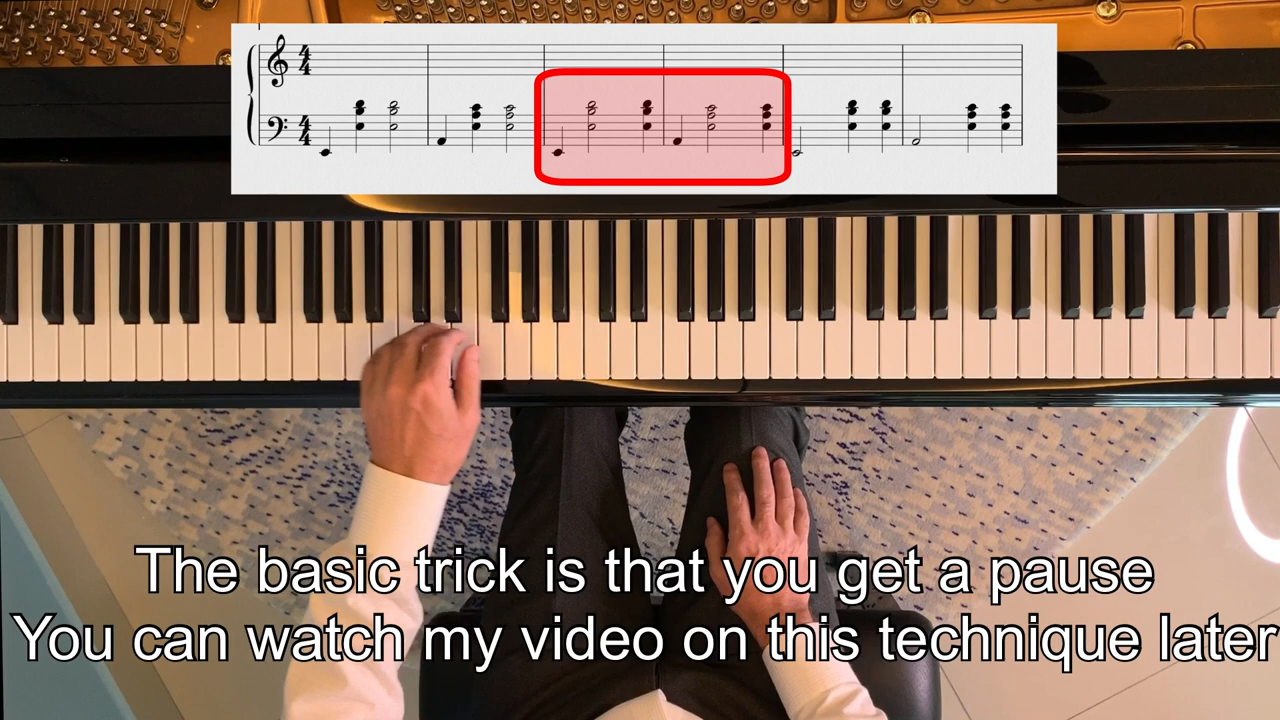 The basic trick is that you get a pause
You can watch my video on this technique later